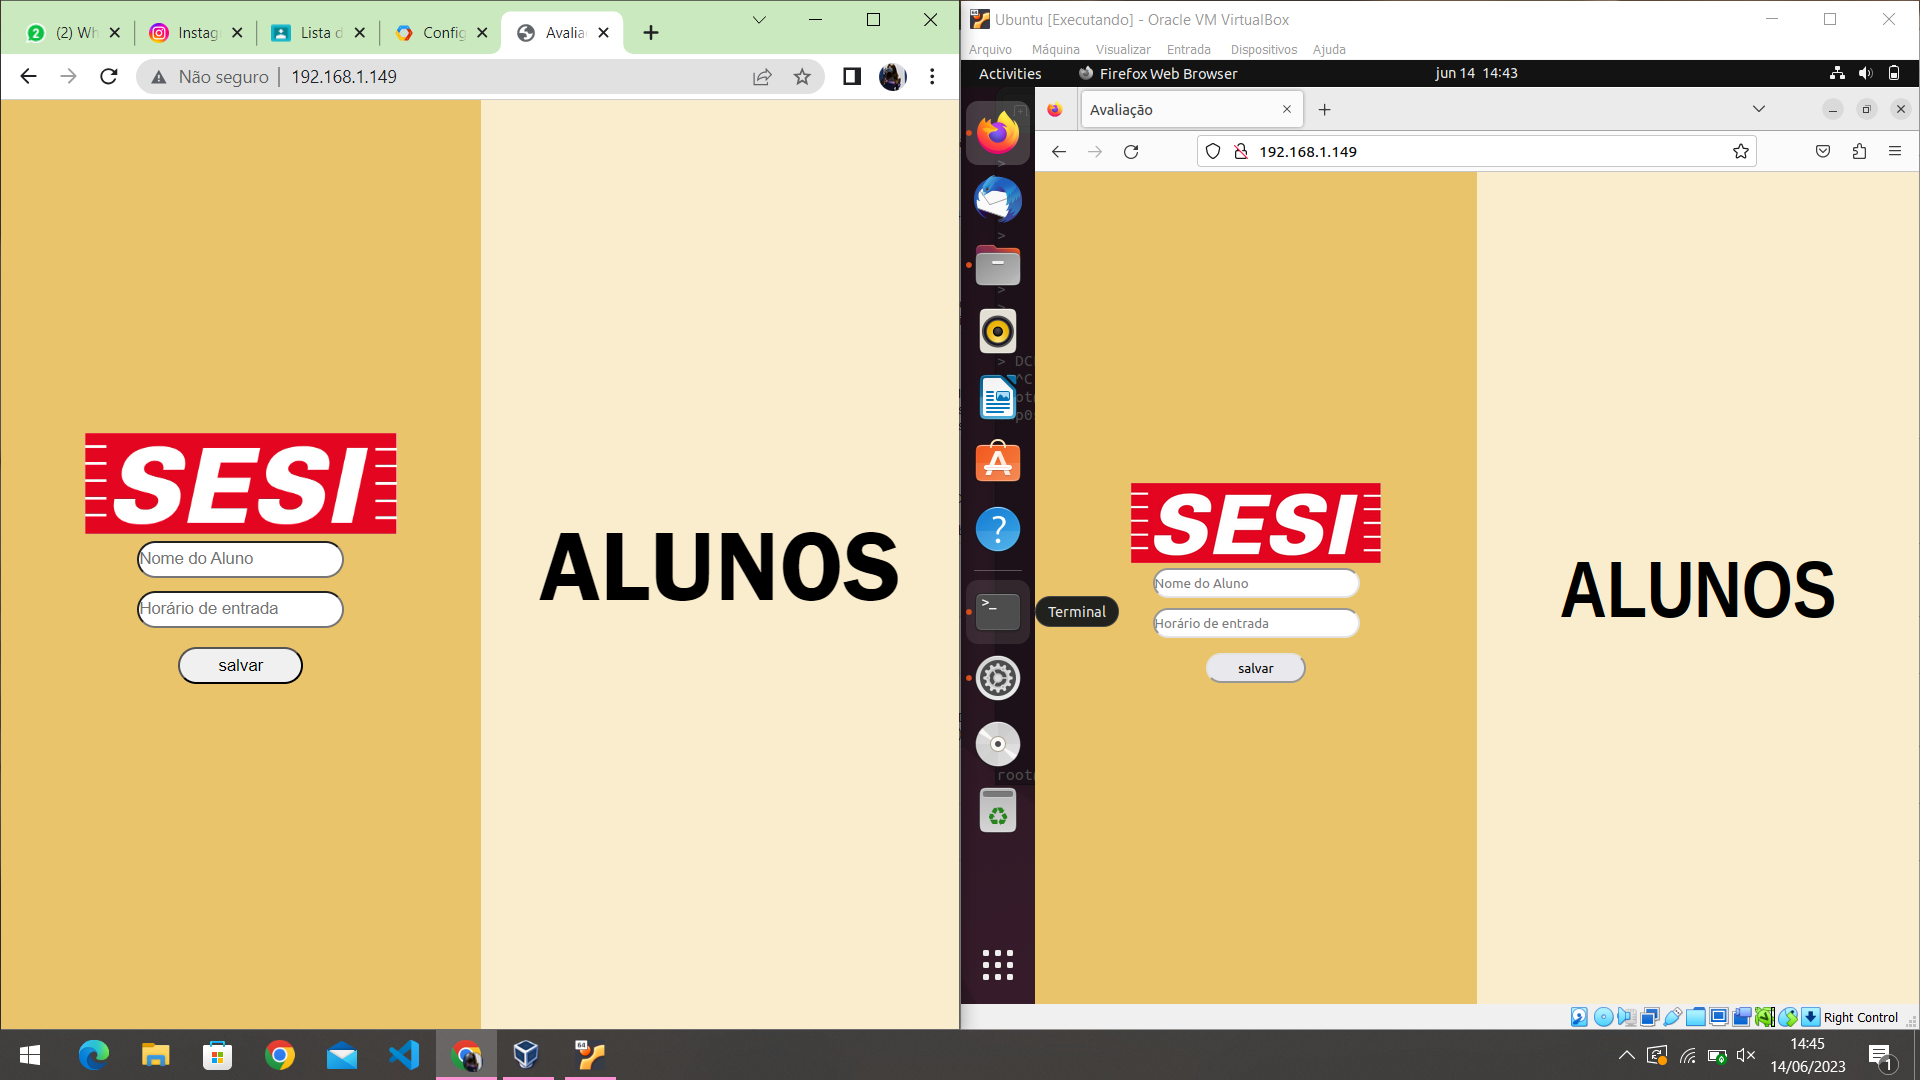 (2) Wh
Instag
Lista d
Config
Avalia
Não seguro
192.168.1.149
SESI
Nome do Aluno
Horário de entrada
salvar
ALUNOS
Ubuntu [Executando] - Oracle VM VirtualBox
Arquivo Máquina Visualizar Entrada Dispositivos Ajuda
Activities
Firefox Web Browser
jun 14 14:43
Avaliação
192.168.1.149
> DC
^C
root
Terminal
SESI
Nome do Aluno
Horário de entrada
salvar
ALUNOS
Right Control
14:45
14/06/2023
1